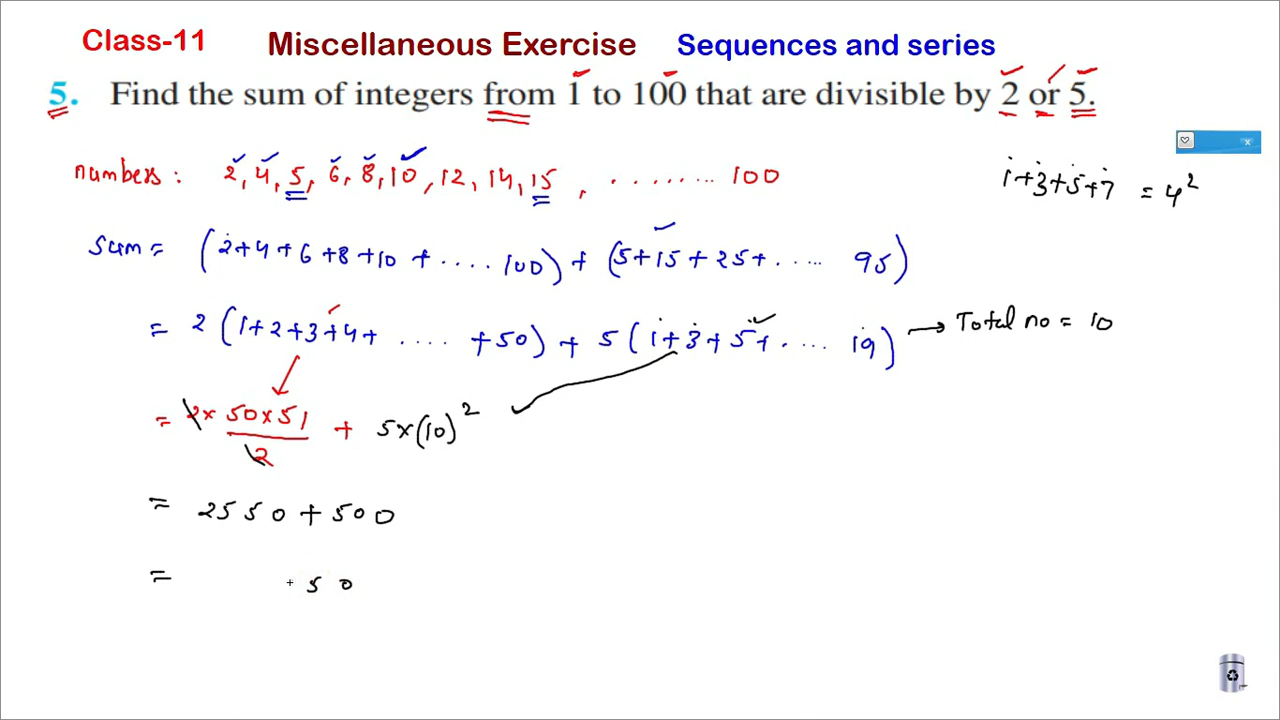 Class-11 Miscellaneous Exercise Sequences and series
5. Find the sum of integers from 1 to 100 that are divisible by 2 or 5.
numbers : 2, 4, 5, 6, 8, 10, 12, 14, 15, ........ 100
1+3+5+7 = 4²
Sum = (2+4+6+8+10+ .... 100) + (5+15+25+ ..... 95)
= 2 (1+2+3+4+ .... +50) + 5 (1+3+5+ .... 19) → Total no = 10
= 2× 50×51/2 + 5×(10)²
= 2550+500
= 50